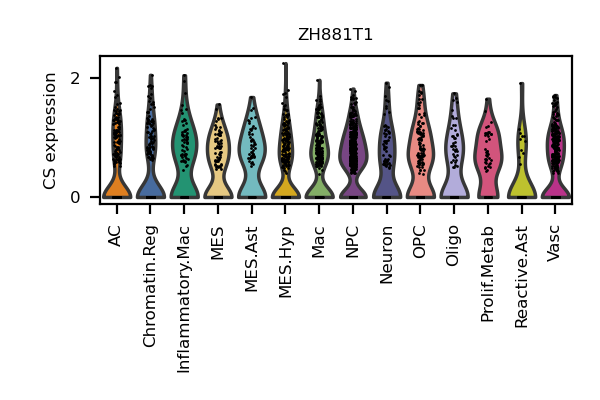 ZH881T1
CS expression
2
0
AC
Chromatin.Reg
Inflammatory.Mac
MES
MES.Ast
MES.Hyp
Mac
NPC
Neuron
OPC
Oligo
Prolif.Metab
Reactive.Ast
Vasc